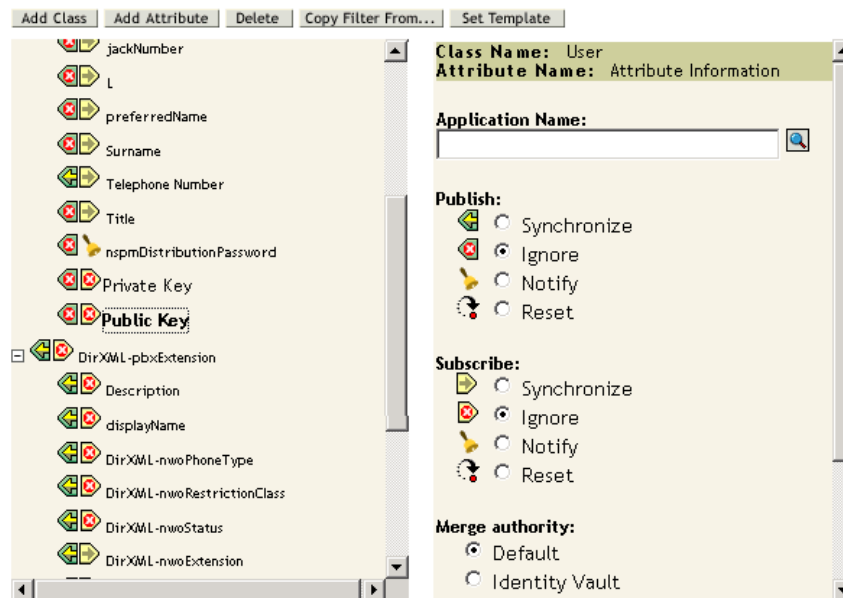 Add Class
Add Attribute
Delete
Copy Filter From...
Set Template
jackNumber
L
preferredName
Surname
Telephone Number
Title
nspmDistributionPassword
Private Key
Public Key
DirXML-pbxExtension
Description
displayName
DirXML-nwoPhoneType
DirXML-nwoRestrictionClass
DirXML-nwoStatus
DirXML-nwoExtension
Class Name: User
Attribute Name: Attribute Information
Application Name:
Publish:
Synchronize
Ignore
Notify
Reset
Subscribe:
Synchronize
Ignore
Notify
Reset
Merge authority:
Default
Identity Vault